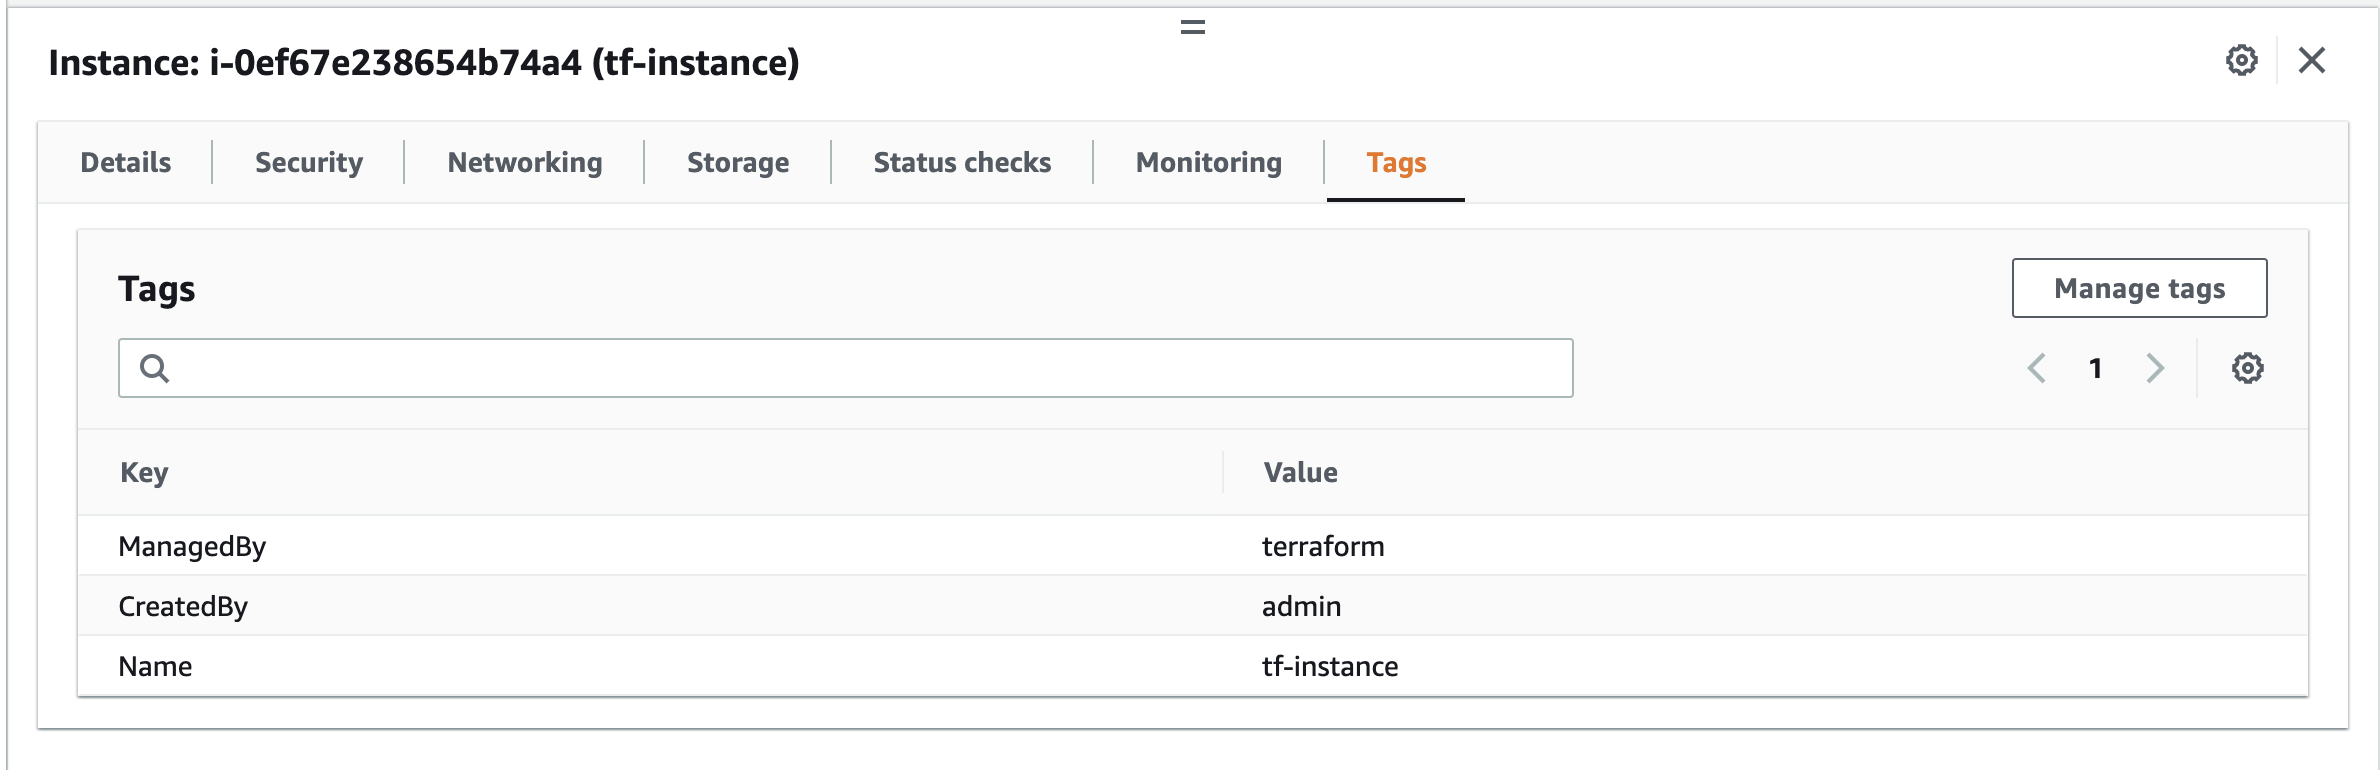 Instance: i-0ef67e238654b74a4 (tf-instance)
Details Security Networking Storage Status checks Monitoring Tags
Tags Manage tags
1
Key Value
ManagedBy terraform
CreatedBy admin
Name tf-instance